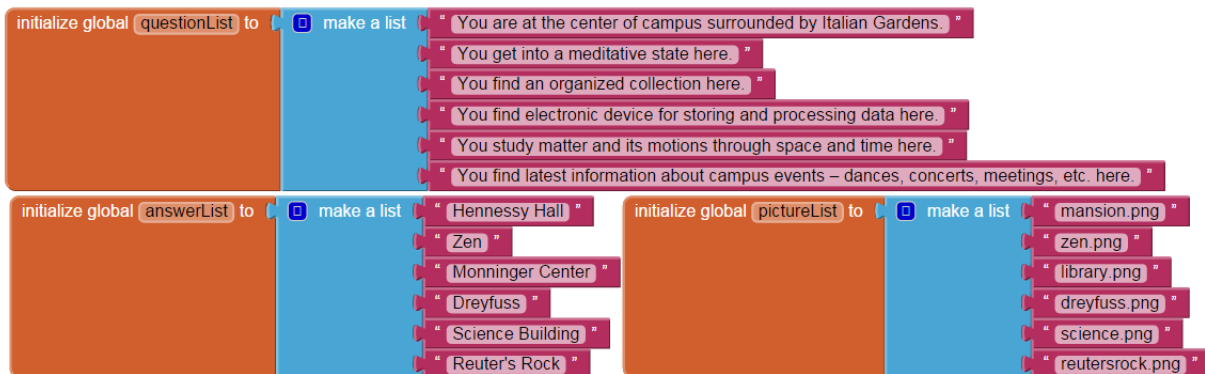 initialize global questionList to make a list " You are at the center of campus surrounded by Italian Gardens. "
" You get into a meditative state here. "
" You find an organized collection here. "
" You find electronic device for storing and processing data here. "
" You study matter and its motions through space and time here. "
" You find latest information about campus events – dances, concerts, meetings, etc. here. "
initialize global answerList to make a list " Hennessy Hall "
" Zen "
" Monninger Center "
" Dreyfuss "
" Science Building "
" Reuter's Rock "
initialize global pictureList to make a list " mansion.png "
" zen.png "
" library.png "
" dreyfuss.png "
" science.png "
" reutersrock.png "